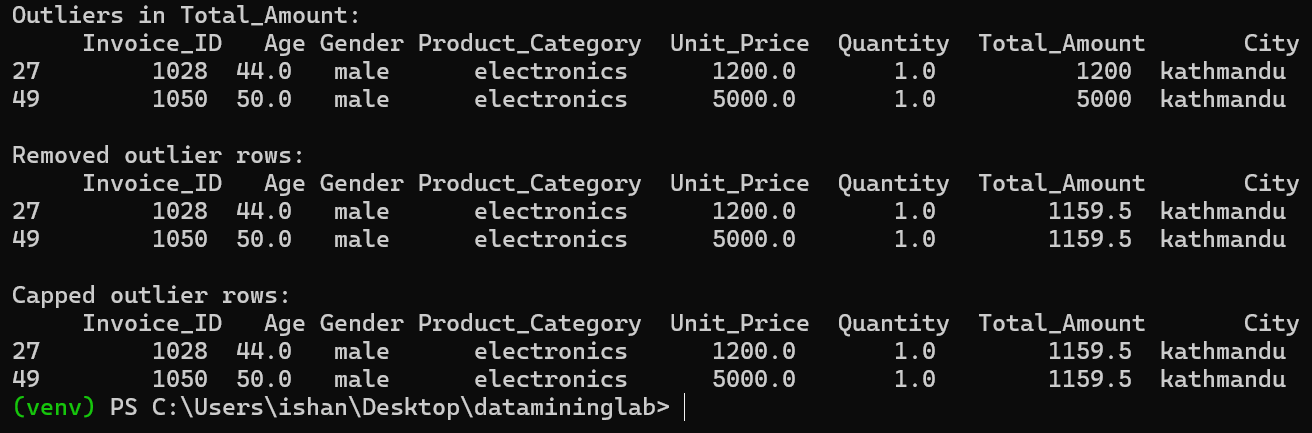 Outliers in Total_Amount:
Invoice_ID Age Gender Product_Category Unit_Price Quantity Total_Amount City
27 1028 44.0 male electronics 1200.0 1.0 1200 kathmandu
49 1050 50.0 male electronics 5000.0 1.0 5000 kathmandu
Removed outlier rows:
Invoice_ID Age Gender Product_Category Unit_Price Quantity Total_Amount City
27 1028 44.0 male electronics 1200.0 1.0 1159.5 kathmandu
49 1050 50.0 male electronics 5000.0 1.0 1159.5 kathmandu
Capped outlier rows:
Invoice_ID Age Gender Product_Category Unit_Price Quantity Total_Amount City
27 1028 44.0 male electronics 1200.0 1.0 1159.5 kathmandu
49 1050 50.0 male electronics 5000.0 1.0 1159.5 kathmandu
(venv) PS C:\Users\ishan\Desktop\datamininglab>